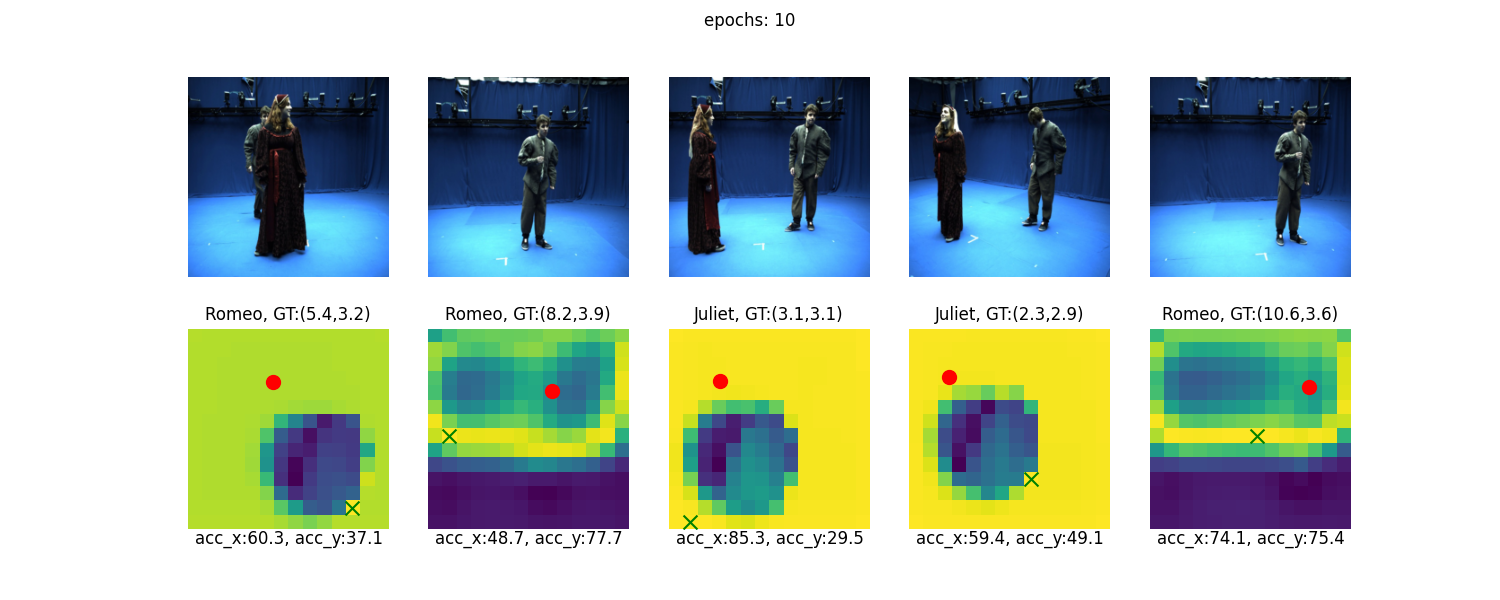 epochs: 10
Romeo, GT:(5.4,3.2)
Romeo, GT:(8.2,3.9)
Juliet, GT:(3.1,3.1)
Juliet, GT:(2.3,2.9)
Romeo, GT:(10.6,3.6)
acc_x:60.3, acc_y:37.1
acc_x:48.7, acc_y:77.7
acc_x:85.3, acc_y:29.5
acc_x:59.4, acc_y:49.1
acc_x:74.1, acc_y:75.4